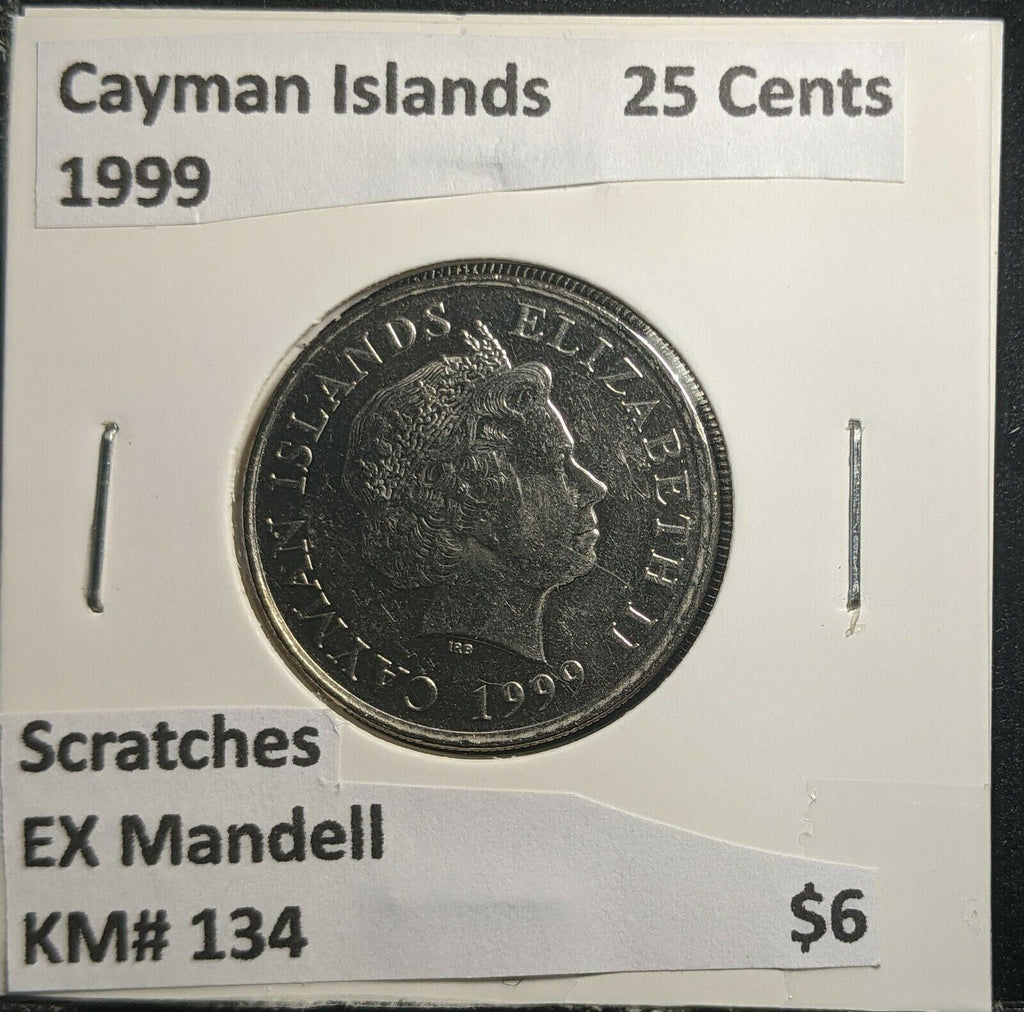 Cayman Islands 25 Cents
1999
CAYMAN ISLANDS ELIZABETH II
IRB
1999
Scratches
EX Mandell
KM# 134
$6